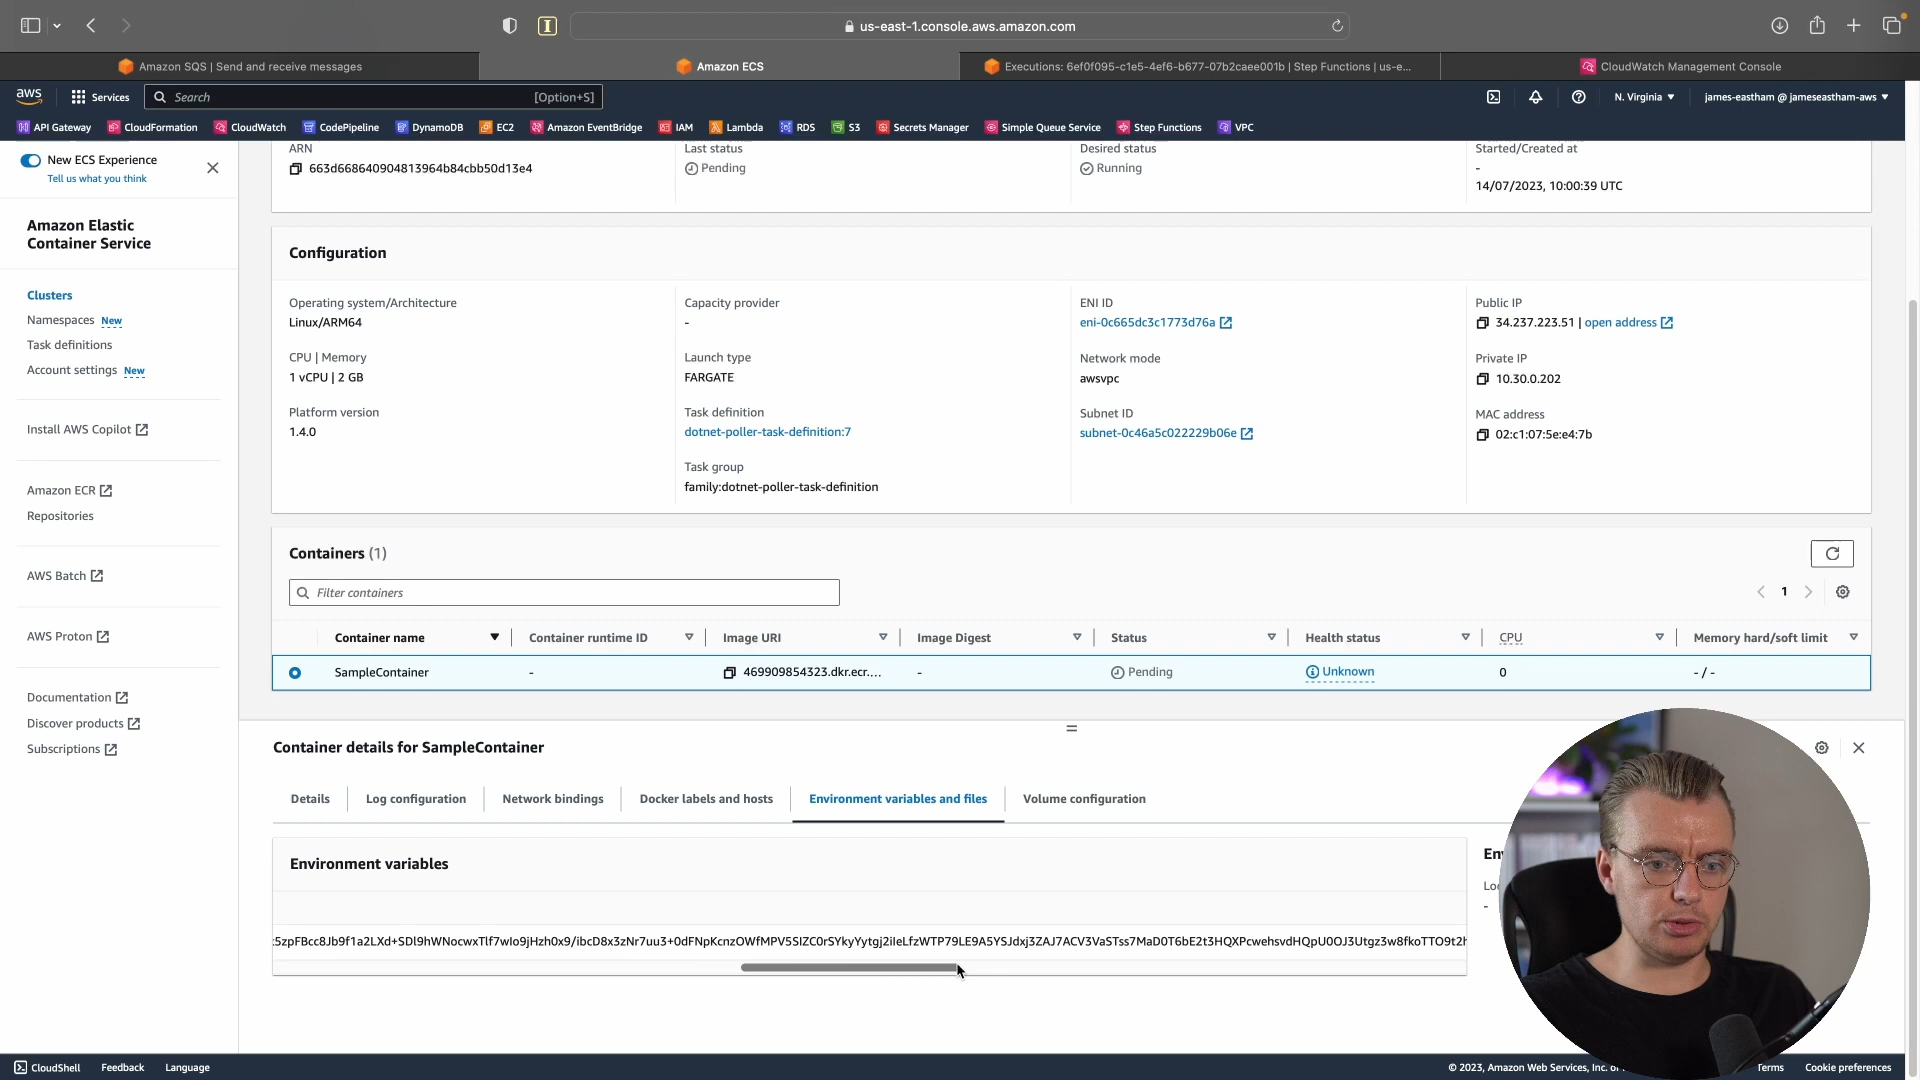 us-east-1.console.aws.amazon.com
Amazon SQS | Send and receive messages
Amazon ECS
Executions: 6ef0f095-c1e5-4ef6-b677-07b2caee001b | Step Functions | us-e...
CloudWatch Management Console
aws
Services
Search
[Option+S]
N. Virginia
james-eastham @ jameseastham-aws
API Gateway
CloudFormation
CloudWatch
CodePipeline
DynamoDB
EC2
Amazon EventBridge
IAM
Lambda
RDS
S3
Secrets Manager
Simple Queue Service
Step Functions
VPC
New ECS Experience
Tell us what you think
Amazon Elastic
Container Service
Clusters
Namespaces New
Task definitions
Account settings New
Install AWS Copilot
Amazon ECR
Repositories
AWS Batch
AWS Proton
Documentation
Discover products
Subscriptions
ARN
663d668640904813964b84cbb50d13e4
Last status
Pending
Desired status
Running
Started/Created at
-
14/07/2023, 10:00:39 UTC
Configuration
Operating system/Architecture
Linux/ARM64
CPU | Memory
1 vCPU | 2 GB
Platform version
1.4.0
Capacity provider
-
Launch type
FARGATE
Task definition
dotnet-poller-task-definition:7
Task group
family:dotnet-poller-task-definition
ENI ID
eni-0c665dc3c1773d76a
Network mode
awsvpc
Subnet ID
subnet-0c46a5c022229b06e
Public IP
34.237.223.51 | open address
Private IP
10.30.0.202
MAC address
02:c1:07:5e:e4:7b
Containers (1)
Filter containers
1
Container name
Container runtime ID
Image URI
Image Digest
Status
Health status
CPU
Memory hard/soft limit
SampleContainer
-
469909854323.dkr.ecr....
-
Pending
Unknown
0
- / -
Container details for SampleContainer
Details
Log configuration
Network bindings
Docker labels and hosts
Environment variables and files
Volume configuration
Environment variables
-
CloudShell
Feedback
Language
© 2023, Amazon Web Services, Inc. or
Terms
Cookie preferences